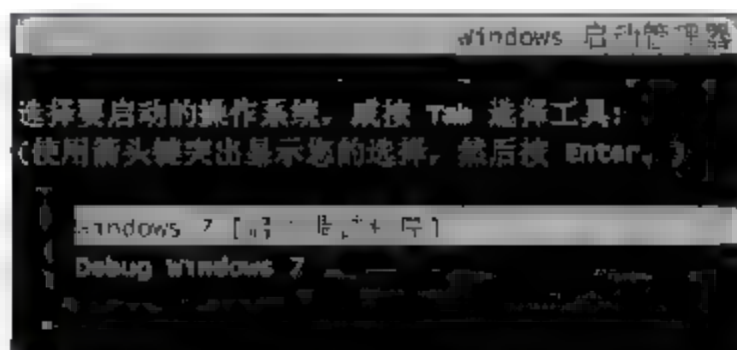 Windows 启动管理器
选择要启动的操作系统，或按 Tab 选择工具：
（使用箭头键突出显示您的选择，然后按 Enter。）
Windows 7 [
Debug Windows 7